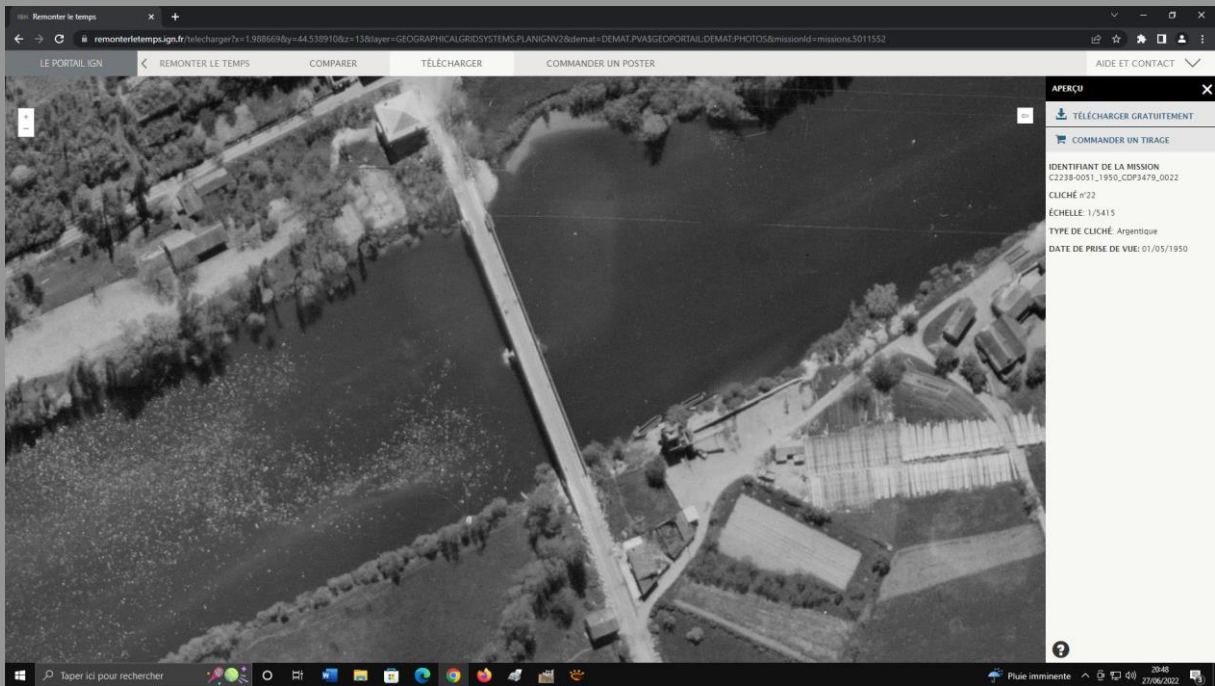 Remonter le temps
remonterletemps.ign.fr/telecharger?x=1.988669&y=44.538910&z=13&layer=GEOGRAPHICALGRIDSYSTEMS.PLANIGNV2&demat=DEMAT.PVA$GEOPORTAIL:DEMAT;PHOTOS&missionId=missions.5011552
LE PORTAIL IGN REMONTER LE TEMPS COMPARER TÉLÉCHARGER COMMANDER UN POSTER AIDE ET CONTACT
APERÇU
TÉLÉCHARGER GRATUITEMENT
COMMANDER UN TIRAGE
IDENTIFIANT DE LA MISSION
C2238-0051_1950_CDP3479_0022
CLICHÉ n°22
ÉCHELLE: 1/5415
TYPE DE CLICHÉ: Argentique
DATE DE PRISE DE VUE: 01/05/1950
Taper ici pour rechercher
Pluie imminente
20:48
27/06/2022